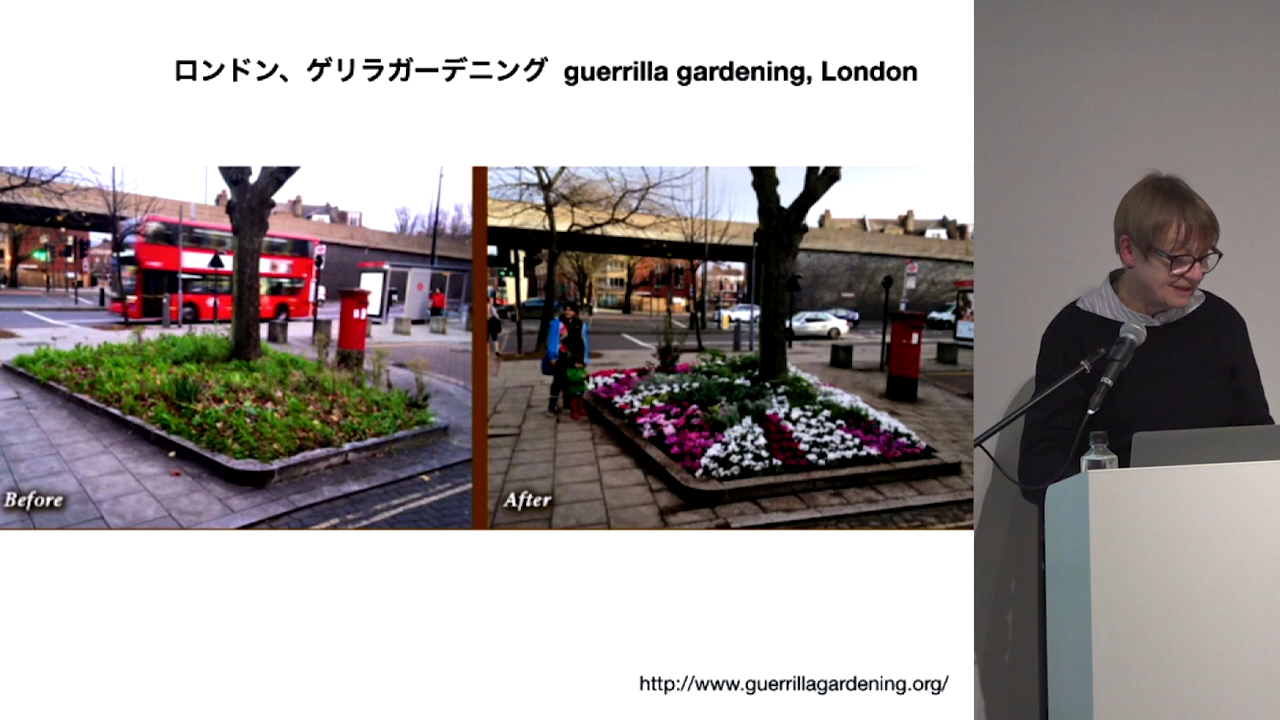 ロンドン、ゲリラガーデニング guerrilla gardening, London
Before
After
http://www.guerrillagardening.org/